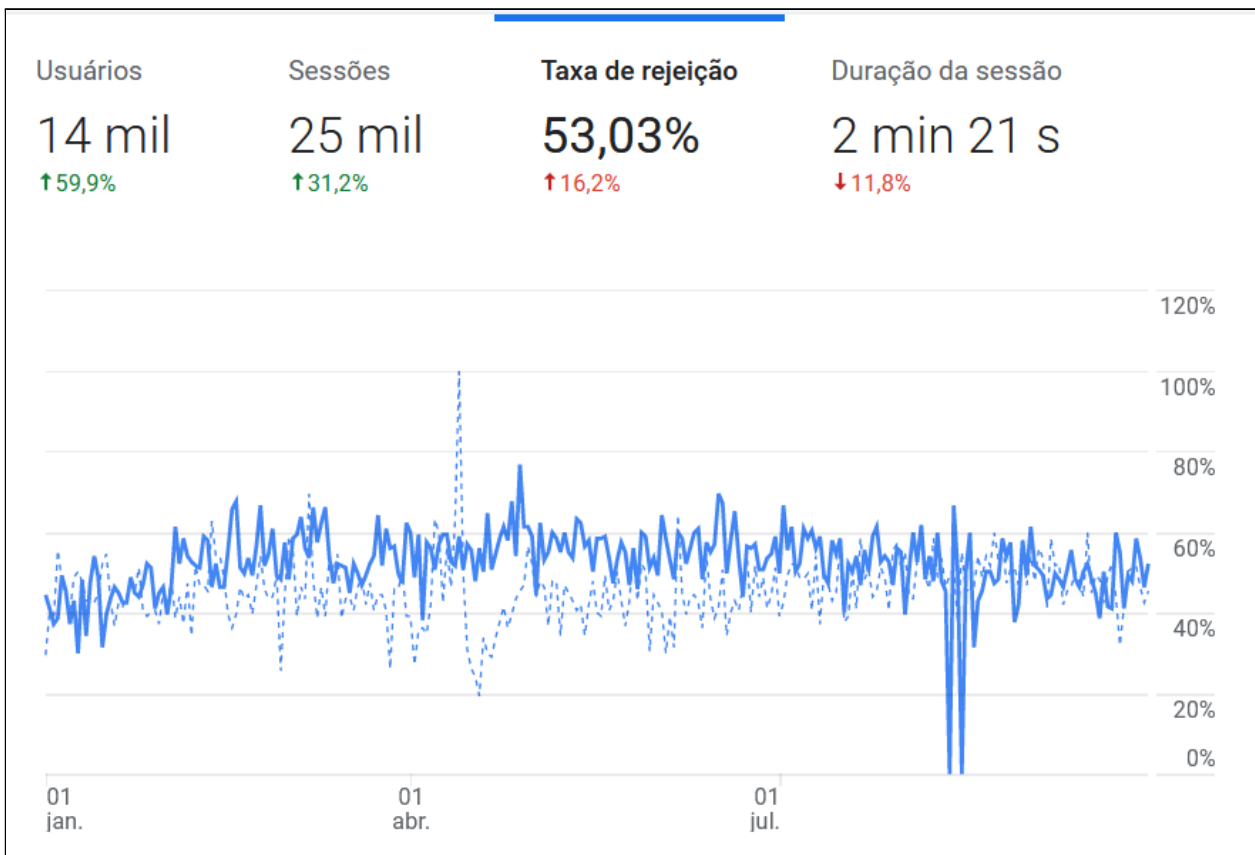 Usuários
Sessões
Taxa de rejeição
Duração da sessão
14 mil
25 mil
53,03%
2 min 21 s
↑59,9%
↑31,2%
↑16,2%
↓11,8%
120%
100%
80%
60%
40%
20%
0%
01
jan.
01
abr.
01
jul.